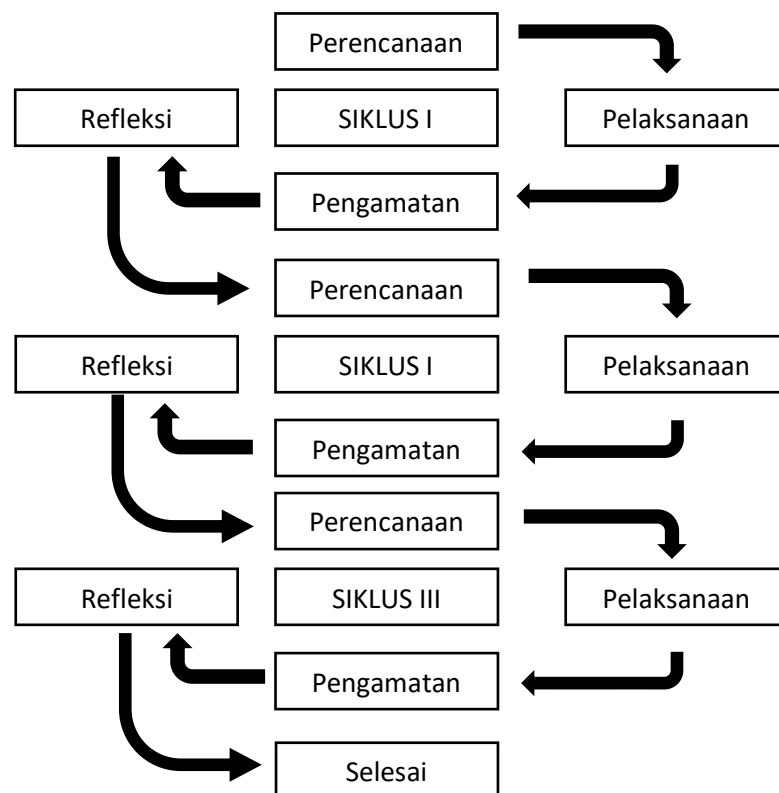 Perencanaan
Refleksi
SIKLUS I
Pelaksanaan
Pengamatan
Perencanaan
Refleksi
SIKLUS I
Pelaksanaan
Pengamatan
Perencanaan
Refleksi
SIKLUS III
Pelaksanaan
Pengamatan
Selesai